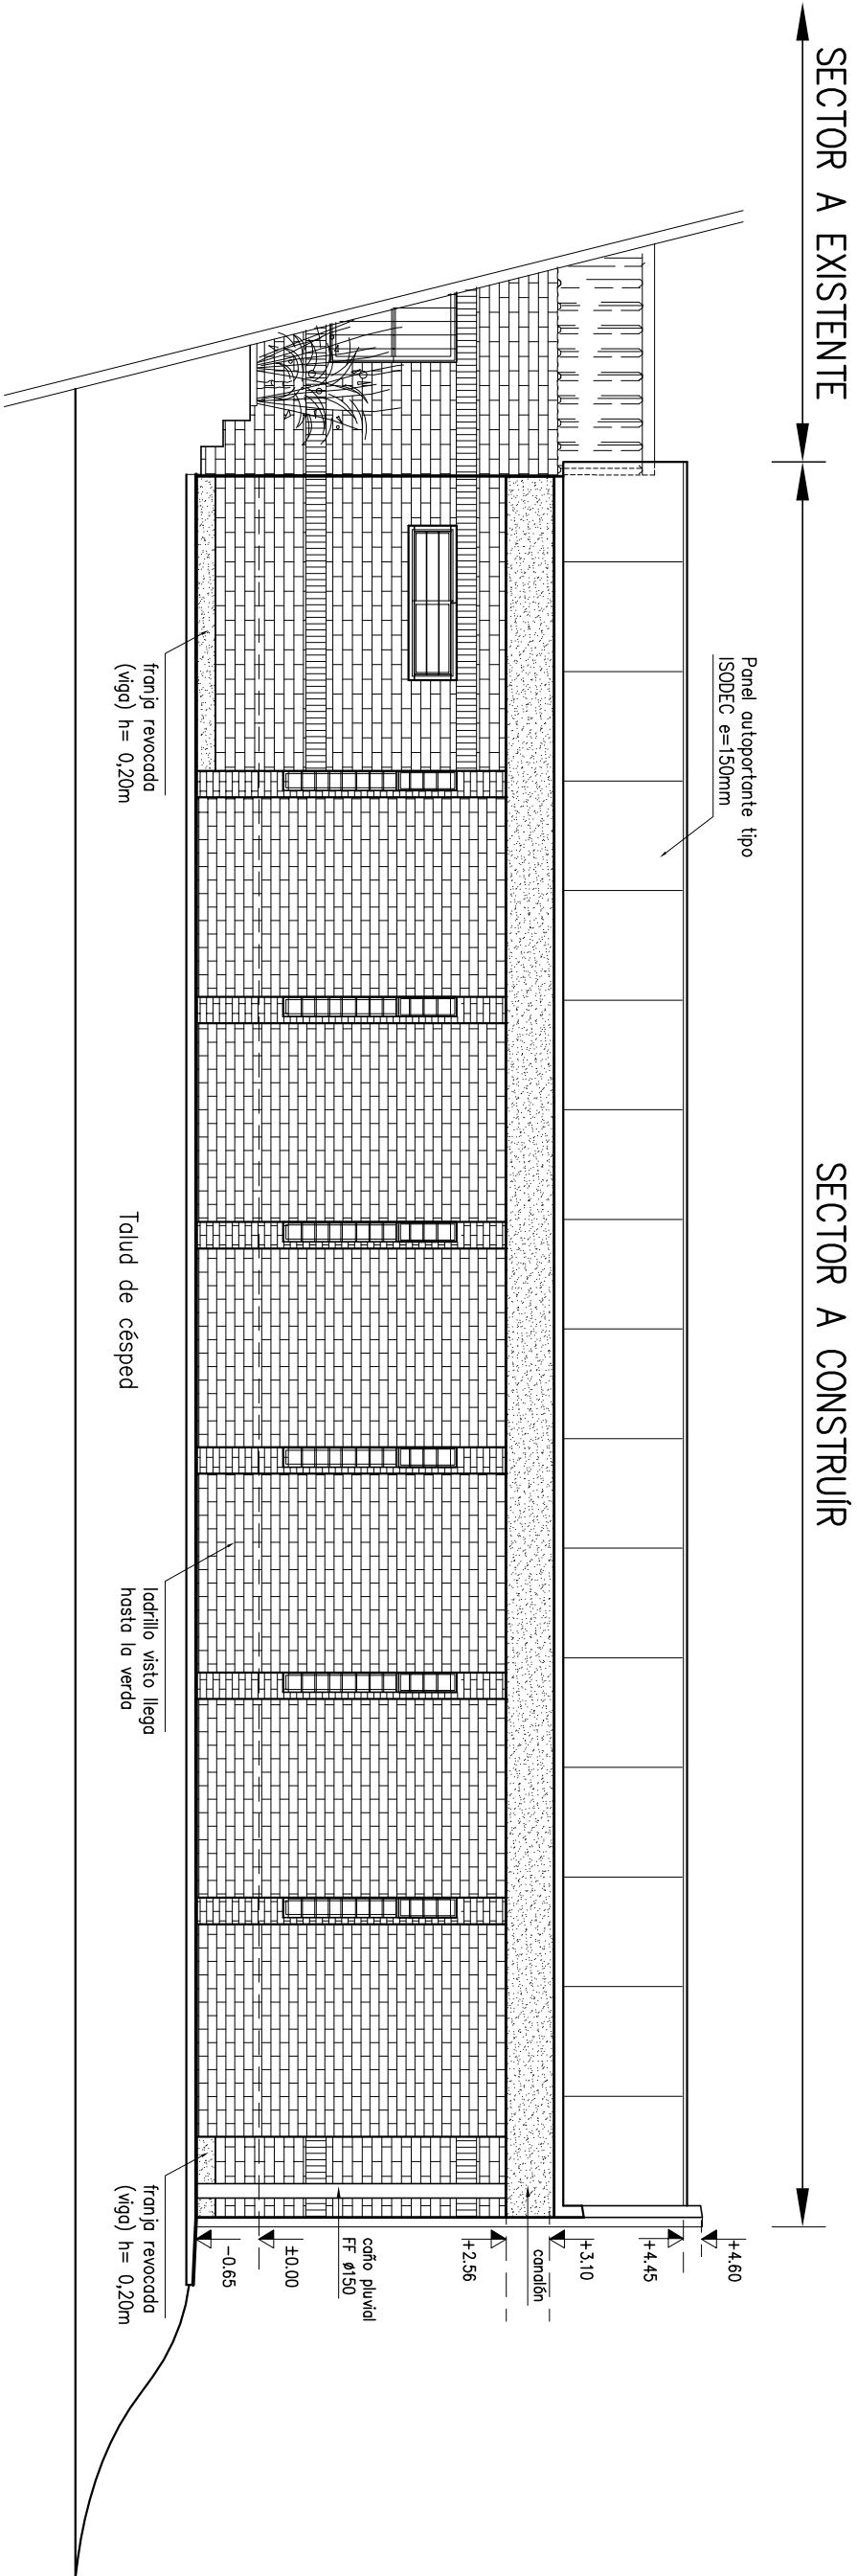 SECTOR A EXISTENTE
SECTOR A CONSTRUÍR
Panel autoportante tipo
ISODEC e=150mm
+4.60
+4.45
+3.10
canalón
+2.56
caño pluvial
FF ø150
±0.00
-0.65
franja revocada
(viga) h= 0,20m
Talud de césped
ladrillo visto llega
hasta la verda
franja revocada
(viga) h= 0,20m